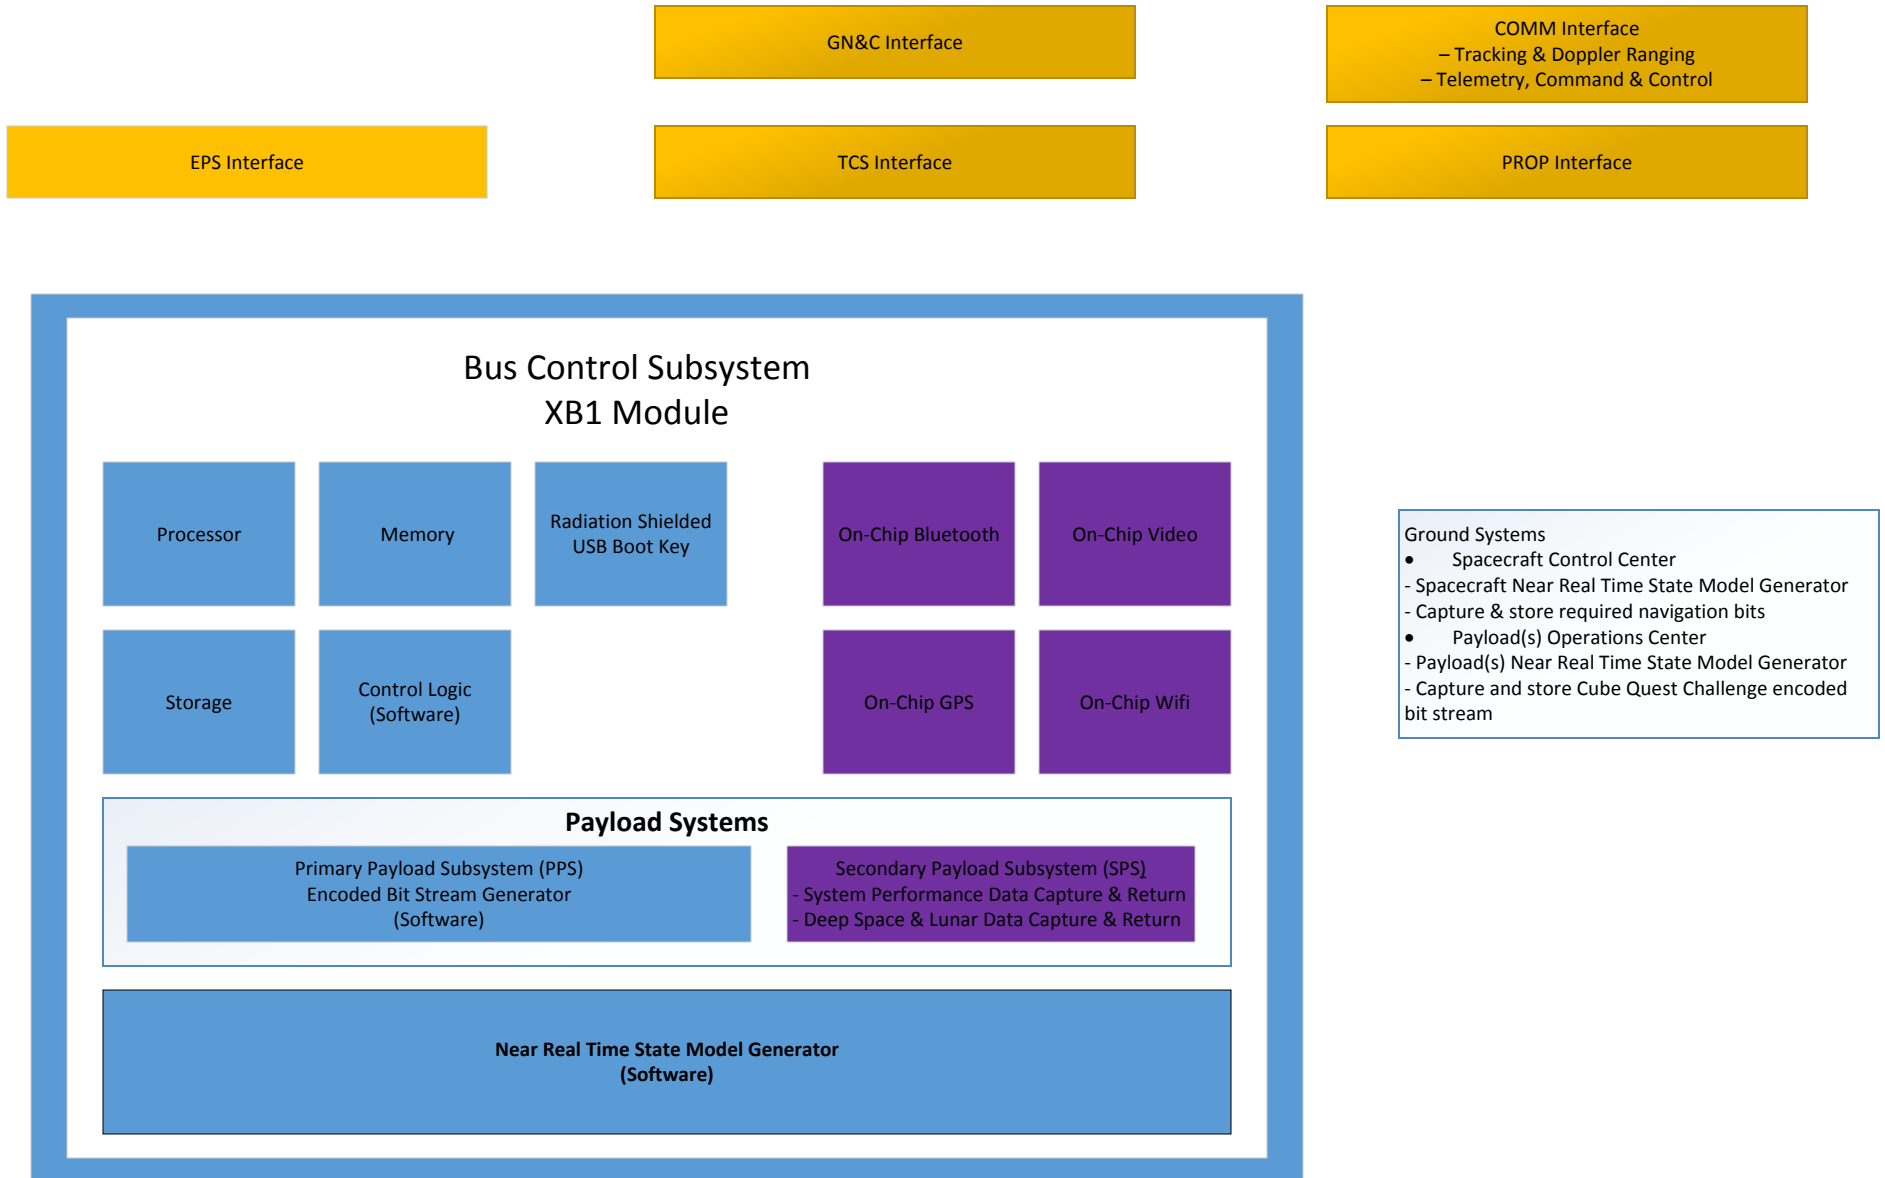 GN&C Interface
COMM Interface
– Tracking & Doppler Ranging
– Telemetry, Command & Control
EPS Interface
TCS Interface
PROP Interface
Bus Control Subsystem
XB1 Module
Processor
Memory
Radiation Shielded
USB Boot Key
On-Chip Bluetooth
On-Chip Video
Storage
Control Logic
(Software)
On-Chip GPS
On-Chip Wifi
Payload Systems
Primary Payload Subsystem (PPS)
Encoded Bit Stream Generator
(Software)
Secondary Payload Subsystem (SPS)
- System Performance Data Capture & Return
- Deep Space & Lunar Data Capture & Return
Near Real Time State Model Generator
(Software)
Ground Systems
• Spacecraft Control Center
- Spacecraft Near Real Time State Model Generator
- Capture & store required navigation bits
• Payload(s) Operations Center
- Payload(s) Near Real Time State Model Generator
- Capture and store Cube Quest Challenge encoded
bit stream